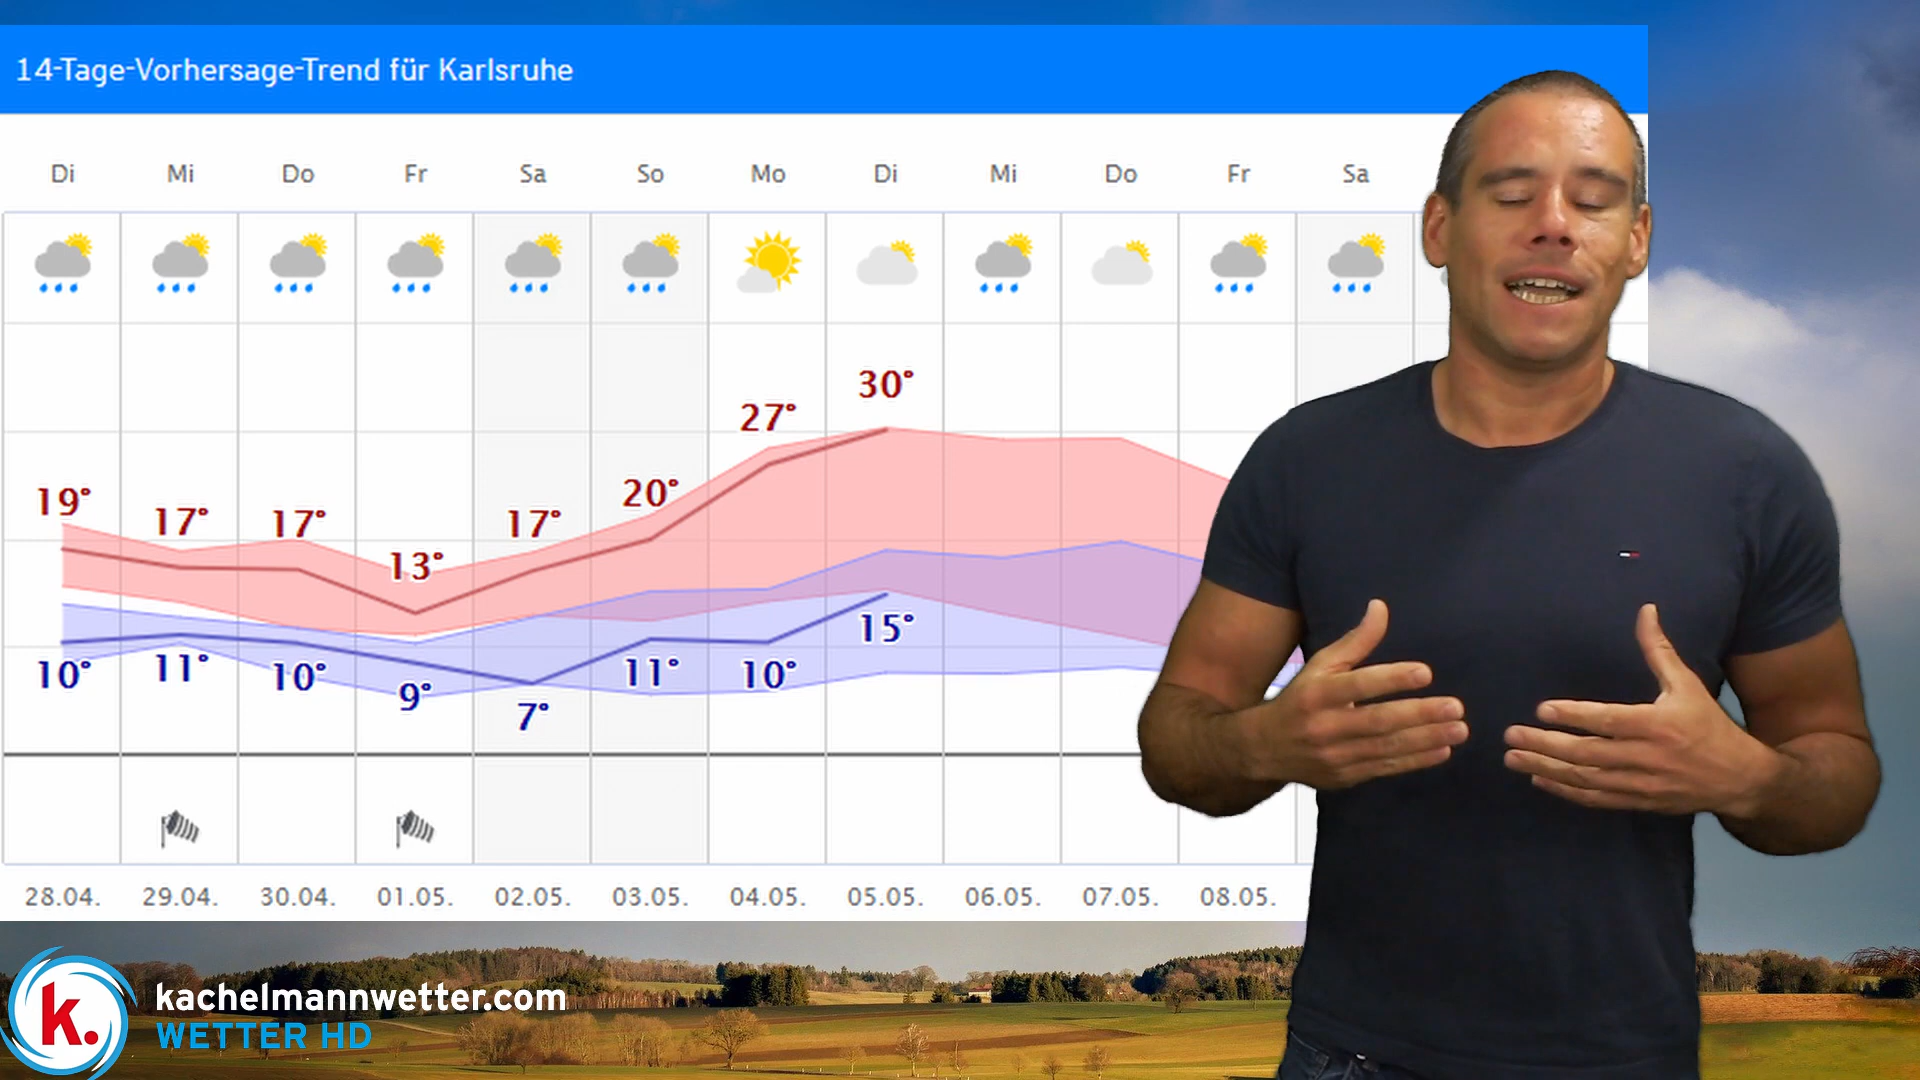 14-Tage-Vorhersage-Trend für Karlsruhe
Di Mi Do Fr Sa So Mo Di Mi Do Fr Sa
19° 17° 17° 13° 17° 20° 27° 30°
10° 11° 10° 9° 7° 11° 10° 15°
28.04. 29.04. 30.04. 01.05. 02.05. 03.05. 04.05. 05.05. 06.05. 07.05. 08.05.
k.
kachelmannwetter.com
WETTER HD